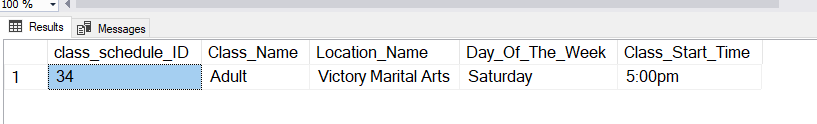 100 %
Results Messages
class_schedule_ID Class_Name Location_Name Day_Of_The_Week Class_Start_Time
1 34 Adult Victory Marital Arts Saturday 5:00pm